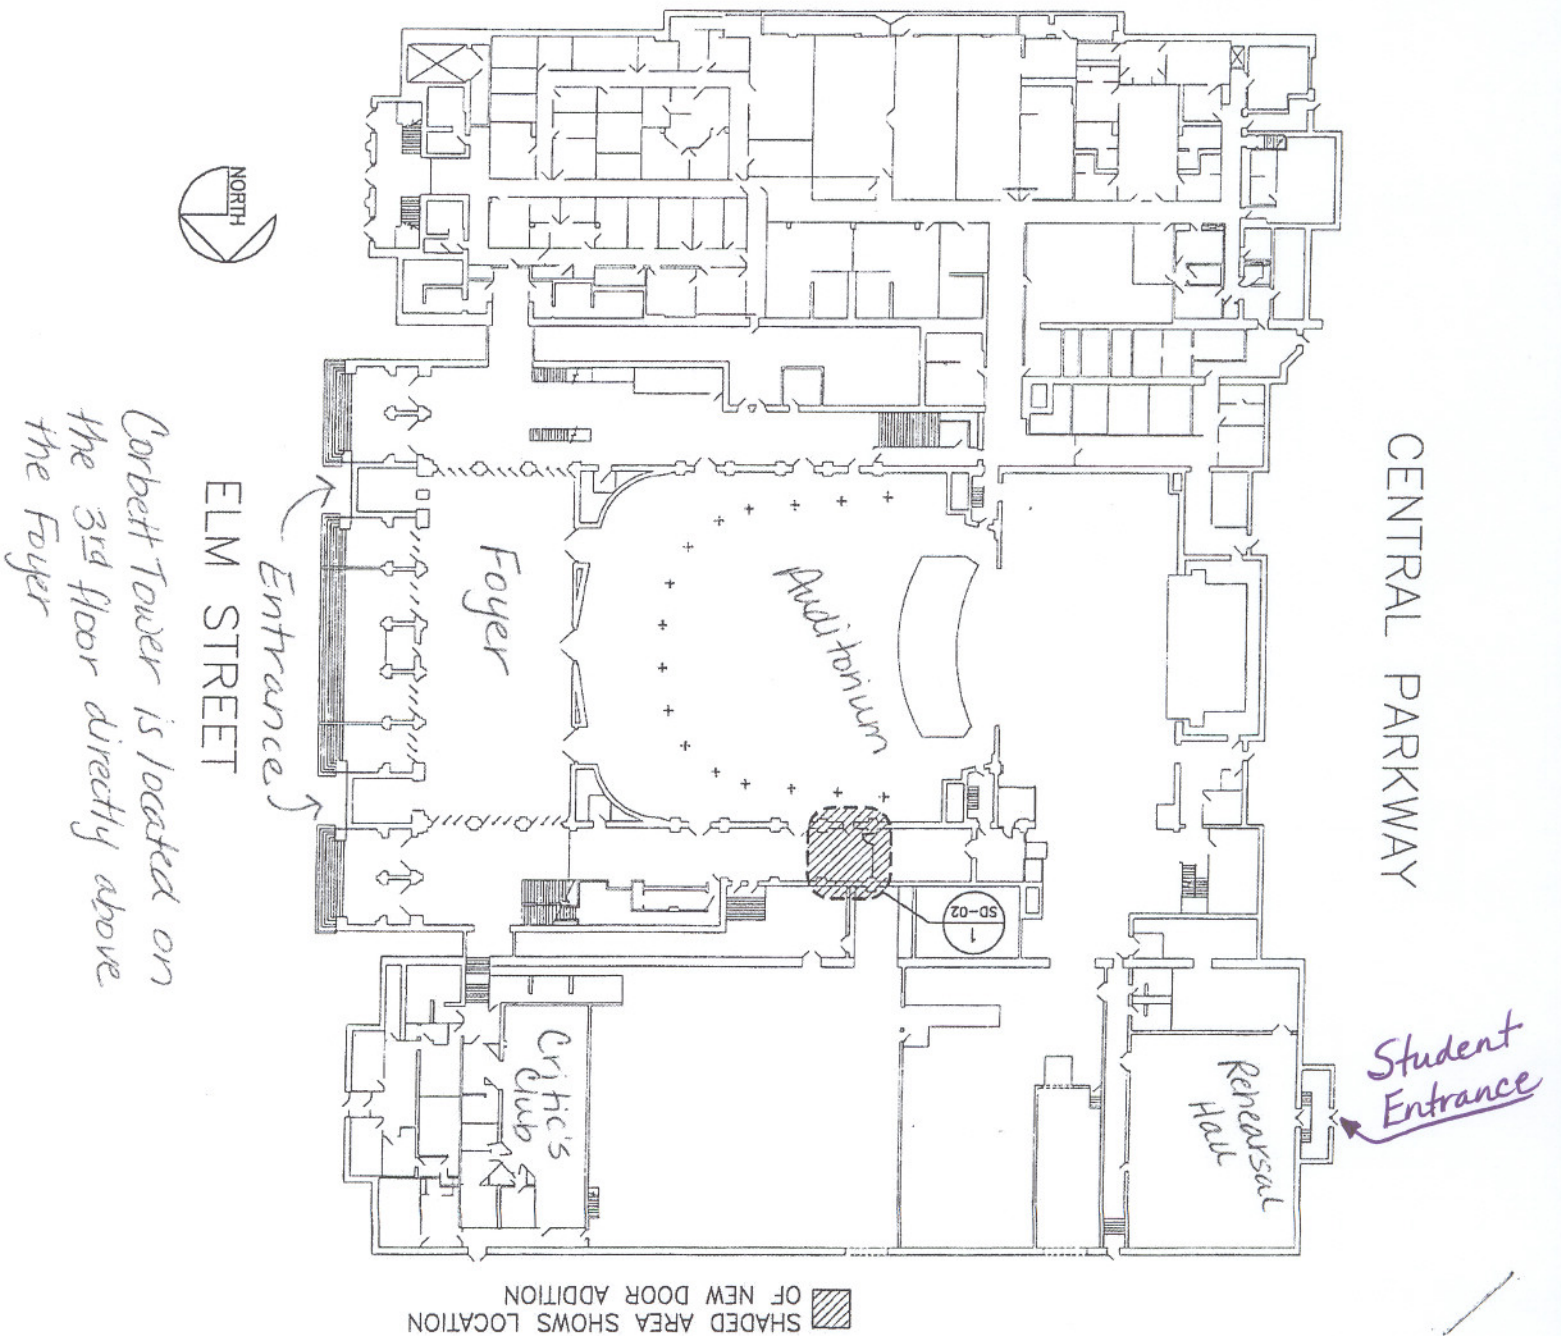 NORTH
CENTRAL PARKWAY
ELM STREET
Entrance
Corbett Tower is located on
the 3rd floor directly above
the Foyer
Foyer
Auditorium
1
SD-02
Critic's
Club
Rehearsal
Hall
Student
Entrance
SHADED AREA SHOWS LOCATION
OF NEW DOOR ADDITION